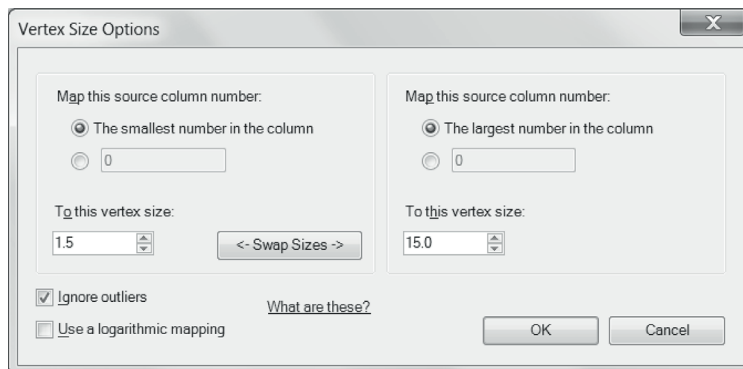 Vertex Size Options
X
Map this source column number:
The smallest number in the column
0
To this vertex size:
1.5
<- Swap Sizes ->
Map this source column number:
The largest number in the column
0
To this vertex size:
15.0
Ignore outliers
Use a logarithmic mapping
What are these?
OK
Cancel